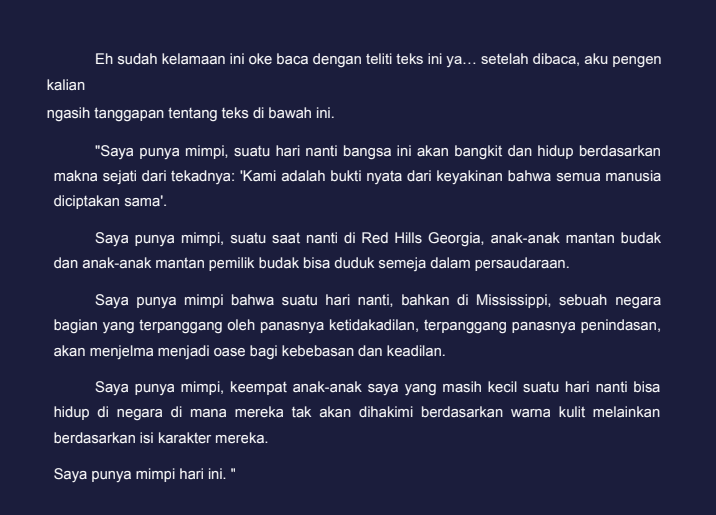 Eh sudah kelamaan ini oke baca dengan teliti teks ini ya… setelah dibaca, aku pengen
kalian
ngasih tanggapan tentang teks di bawah ini.
"Saya punya mimpi, suatu hari nanti bangsa ini akan bangkit dan hidup berdasarkan
makna sejati dari tekadnya: 'Kami adalah bukti nyata dari keyakinan bahwa semua manusia
diciptakan sama'.
Saya punya mimpi, suatu saat nanti di Red Hills Georgia, anak-anak mantan budak
dan anak-anak mantan pemilik budak bisa duduk semeja dalam persaudaraan.
Saya punya mimpi bahwa suatu hari nanti, bahkan di Mississippi, sebuah negara
bagian yang terpanggang oleh panasnya ketidakadilan, terpanggang panasnya penindasan,
akan menjelma menjadi oase bagi kebebasan dan keadilan.
Saya punya mimpi, keempat anak-anak saya yang masih kecil suatu hari nanti bisa
hidup di negara di mana mereka tak akan dihakimi berdasarkan warna kulit melainkan
berdasarkan isi karakter mereka.
Saya punya mimpi hari ini. "